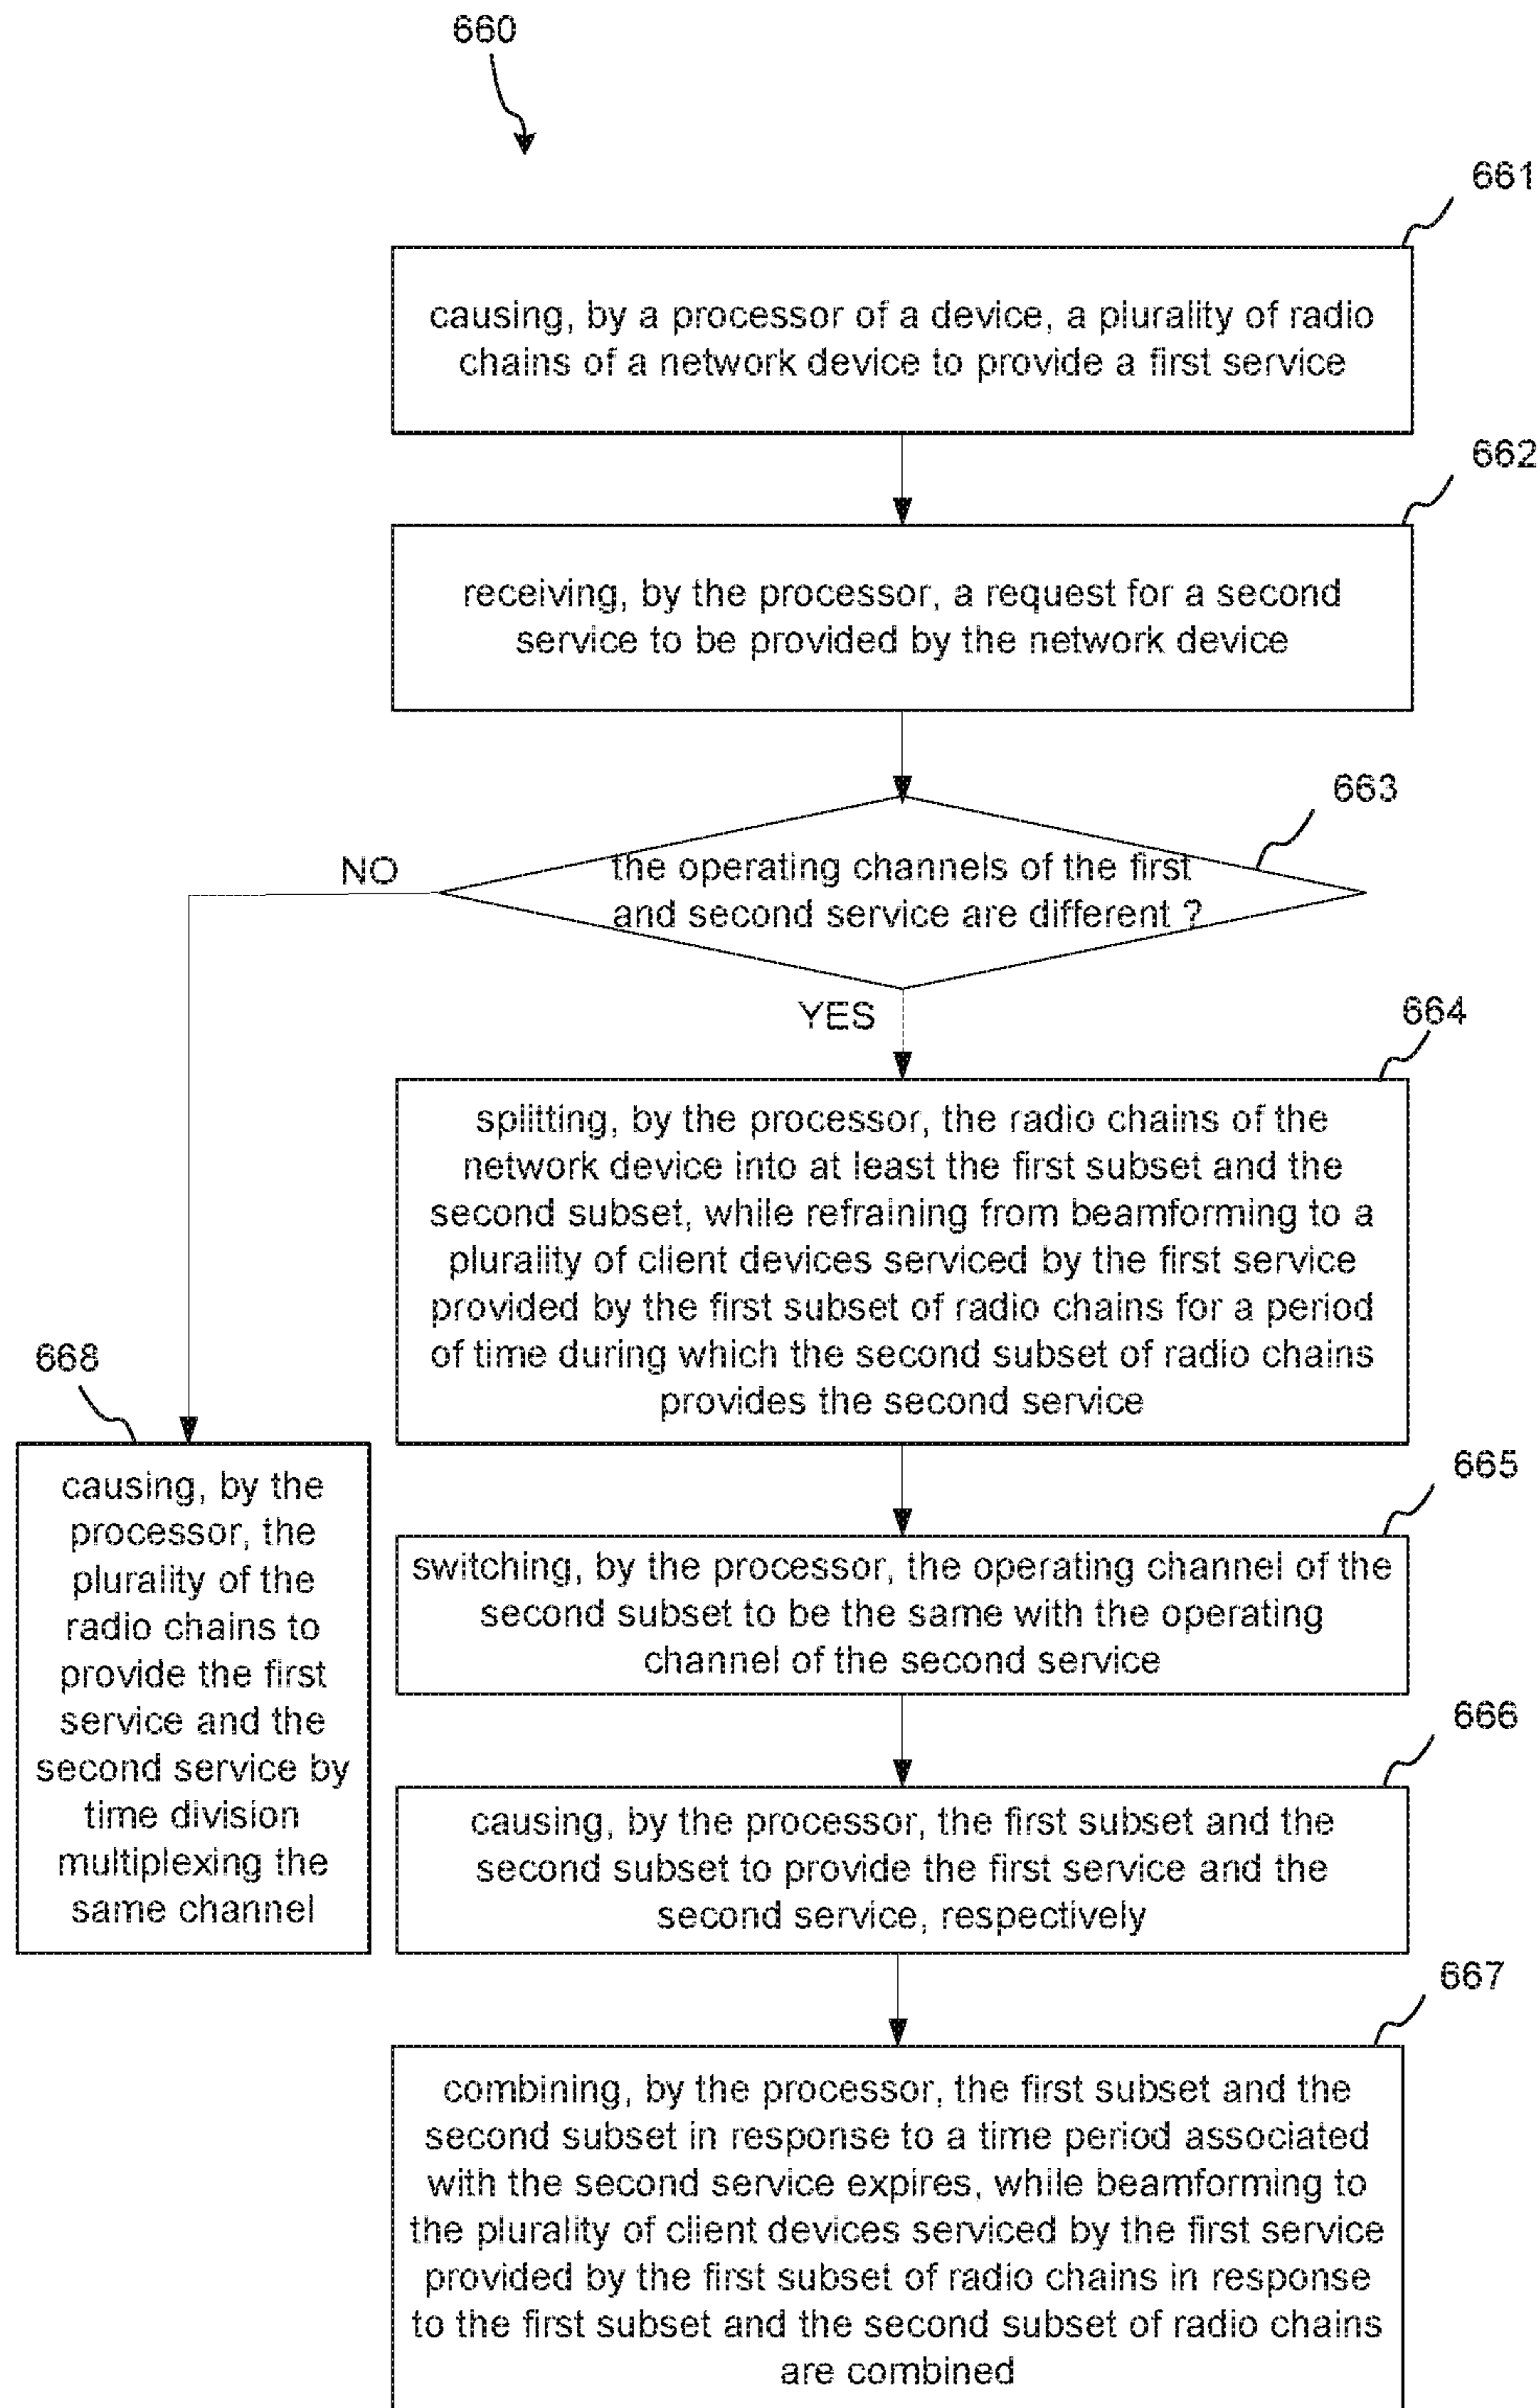 660
661
causing, by a processor of a device, a plurality of radio
chains of a network device to provide a first service
662
receiving, by the processor, a request for a second
service to be provided by the network device
663
the operating channels of the first
and second service are different ?
NO
YES
664
splitting, by the processor, the radio chains of the
network device into at least the first subset and the
second subset, while refraining from beamforming to a
plurality of client devices serviced by the first service
provided by the first subset of radio chains for a period
of time during which the second subset of radio chains
provides the second service
668
causing, by the
processor, the
plurality of the
radio chains to
provide the first
service and the
second service by
time division
multiplexing the
same channel
665
switching, by the processor, the operating channel of the
second subset to be the same with the operating
channel of the second service
666
causing, by the processor, the first subset and the
second subset to provide the first service and the
second service, respectively
667
combining, by the processor, the first subset and the
second subset in response to a time period associated
with the second service expires, while beamforming to
the plurality of client devices serviced by the first service
provided by the first subset of radio chains in response
to the first subset and the second subset of radio chains
are combined